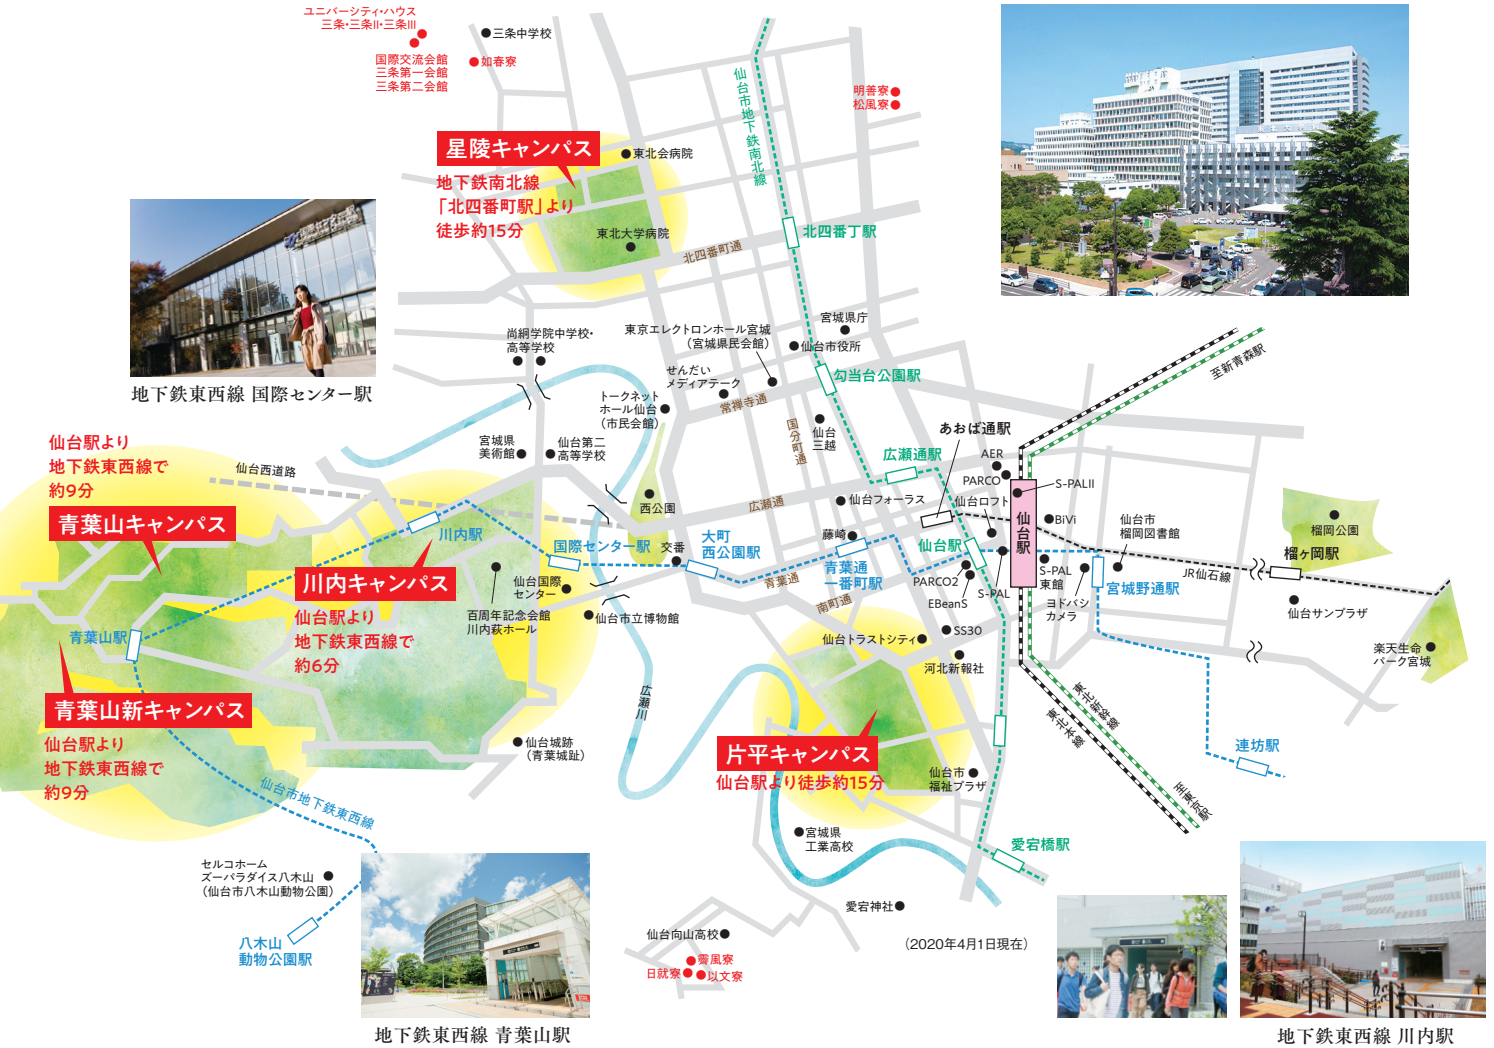 ユニバーシティ・ハウス
三条・三条II・三条III
国際交流会館
三条第一会館
三条第二会館
三条中学校
如春寮
明善寮
松風寮
仙台市地下鉄南北線
星陵キャンパス
地下鉄南北線
「北四番町駅」より
徒歩約15分
東北会病院
東北大学病院
北四番町通
北四番丁駅
地下鉄東西線 国際センター駅
尚絅学院中学校・
高等学校
東京エレクトロンホール宮城
（宮城県民会館）
宮城県庁
仙台市役所
勾当台公園駅
せんだい
メディアテーク
トークネット
ホール仙台
（市民会館）
常禅寺通
国分町通
仙台
三越
あおば通駅
広瀬通駅
至新青森駅
宮城県
美術館
仙台第二
高等学校
仙台駅より
地下鉄東西線で
約9分
青葉山キャンパス
仙台西道路
西公園
広瀬通
仙台フォーラス
AER
PARCO
S-PALII
仙台ロフト
仙台駅
BiVi
仙台市
榴岡図書館
榴岡公園
榴ヶ岡駅
川内駅
国際センター駅
交番
大町
西公園駅
藤崎
青葉通
一番町駅
仙台駅
川内キャンパス
仙台駅より
地下鉄東西線で
約6分
仙台国際
センター
百周年記念会館
川内萩ホール
仙台市立博物館
青葉通
南町通
PARCO2
EBeanS
S-PAL
S-PAL
東館
ヨドバシ
カメラ
宮城野通駅
JR仙石線
仙台サンプラザ
楽天生命
パーク宮城
青葉山駅
青葉山新キャンパス
仙台駅より
地下鉄東西線で
約9分
仙台トラストシティ
SS30
河北新報社
広瀬川
仙台城跡
（青葉城趾）
片平キャンパス
仙台駅より徒歩約15分
仙台市
福祉プラザ
東北新幹線
東北本線
連坊駅
至東京駅
仙台市地下鉄東西線
宮城県
工業高校
愛宕橋駅
セルコホーム
ズーパラダイス八木山
（仙台市八木山動物公園）
八木山
動物公園駅
愛宕神社
仙台向山高校
霽風寮
日就寮
以文寮
（2020年4月1日現在）
地下鉄東西線 青葉山駅
地下鉄東西線 川内駅